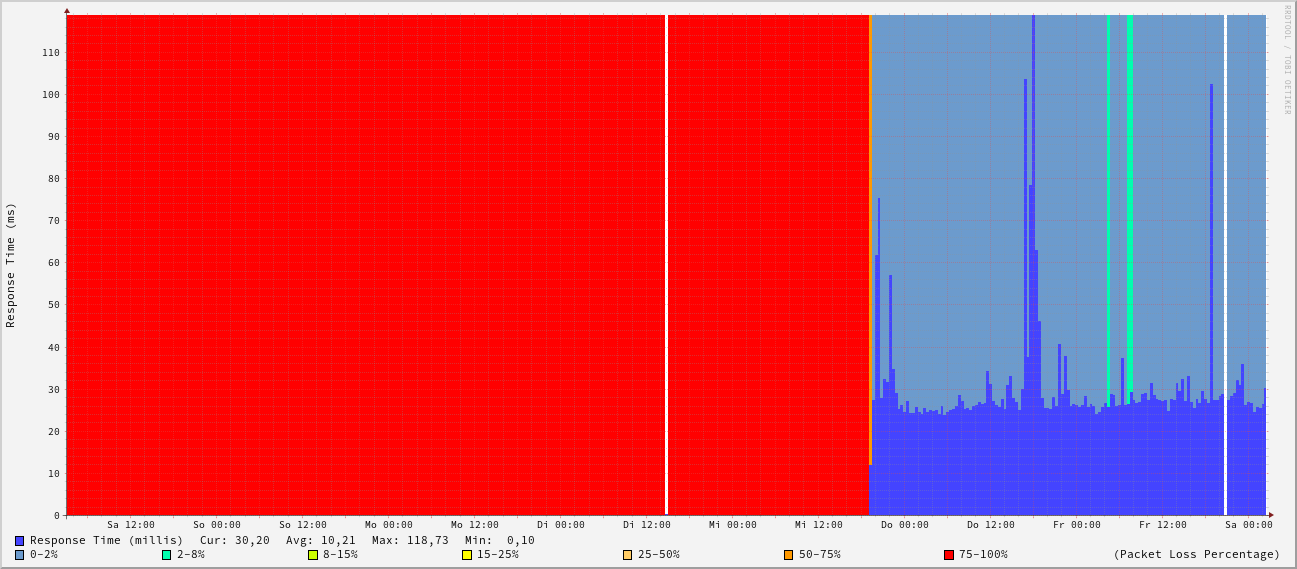 RRDTOOL / TOBI OETIKER
Response Time (ms)
110
100
90
80
70
60
50
40
30
20
10
0
Sa 12:00 So 00:00 So 12:00 Mo 00:00 Mo 12:00 Di 00:00 Di 12:00 Mi 00:00 Mi 12:00 Do 00:00 Do 12:00 Fr 00:00 Fr 12:00 Sa 00:00
Response Time (millis) Cur: 30,20 Avg: 10,21 Max: 118,73 Min: 0,10
0-2% 2-8% 8-15% 15-25% 25-50% 50-75% 75-100% (Packet Loss Percentage)